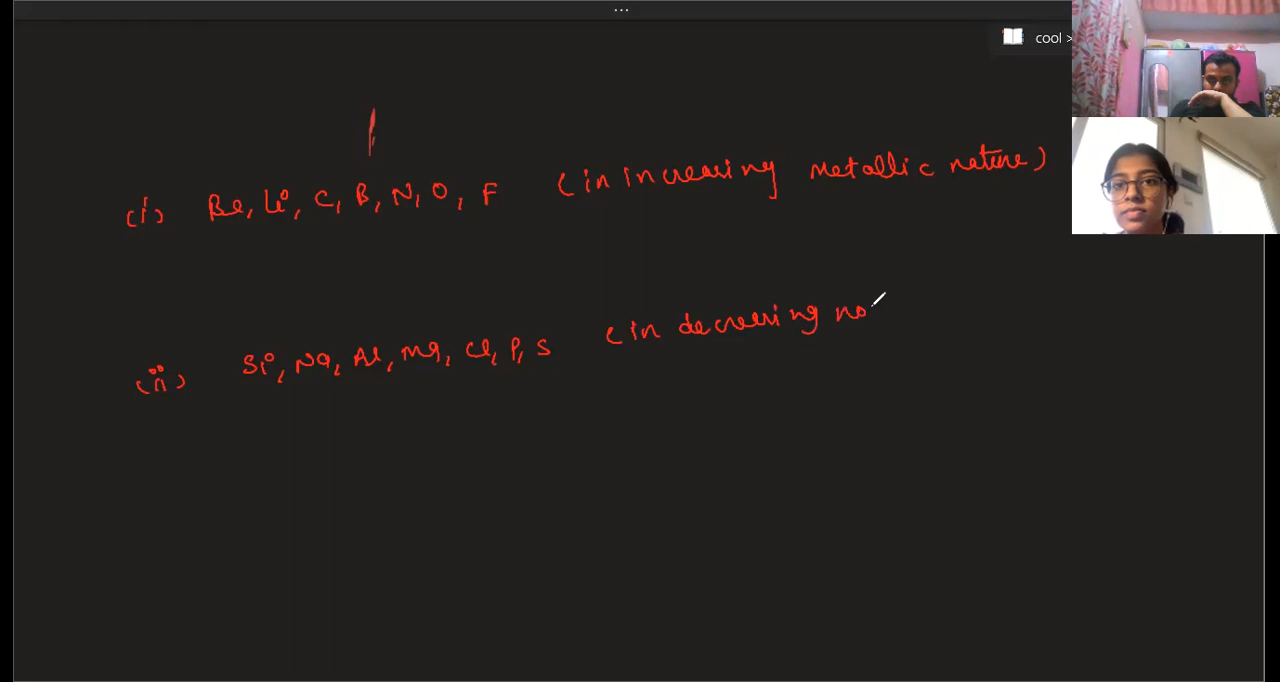 ...
cool >
(i) Be, Li, C, B, N, O, F (in increasing metallic nature)
(ii) Si, Na, Al, Mg, Cl, P, S (in decreasing no